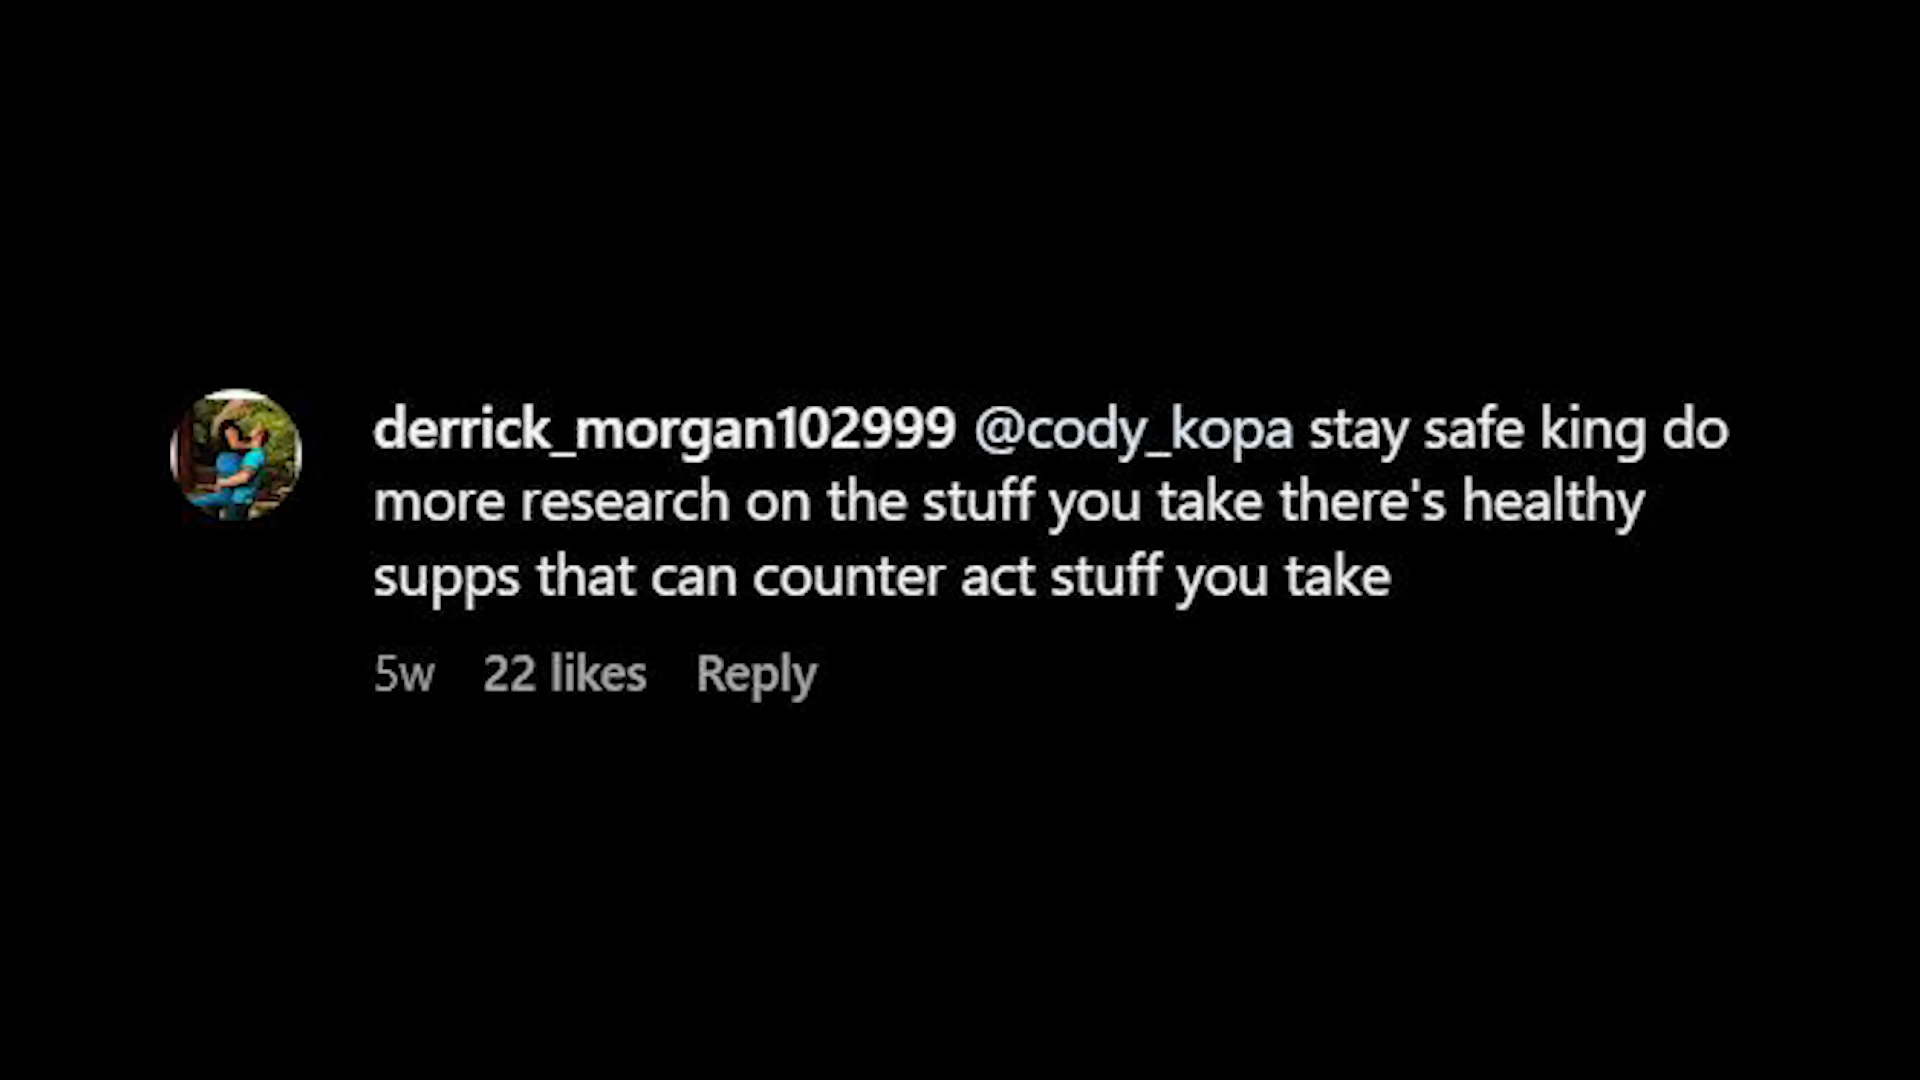 derrick_morgan102999 @cody_kopa stay safe king do
more research on the stuff you take there's healthy
supps that can counter act stuff you take
5w 22 likes Reply